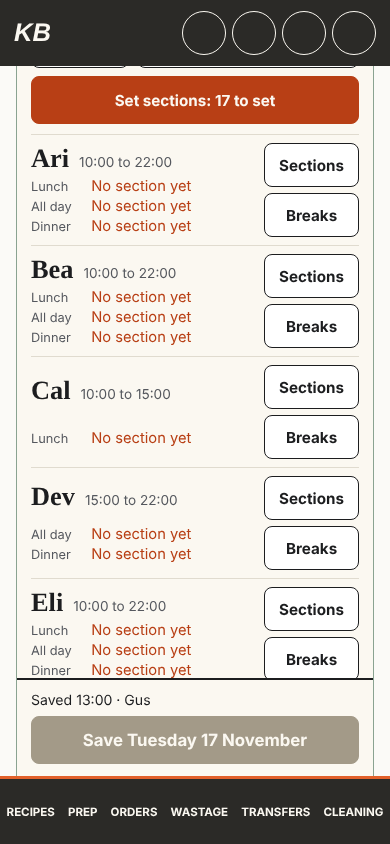 KB
Set sections: 17 to set
Ari 10:00 to 22:00
Sections
Lunch No section yet
All day No section yet
Dinner No section yet
Breaks
Bea 10:00 to 22:00
Sections
Lunch No section yet
All day No section yet
Dinner No section yet
Breaks
Cal 10:00 to 15:00
Sections
Lunch No section yet
Breaks
Dev 15:00 to 22:00
Sections
All day No section yet
Dinner No section yet
Breaks
Eli 10:00 to 22:00
Sections
Lunch No section yet
All day No section yet
Dinner No section yet
Breaks
Saved 13:00 · Gus
Save Tuesday 17 November
RECIPES PREP ORDERS WASTAGE TRANSFERS CLEANING